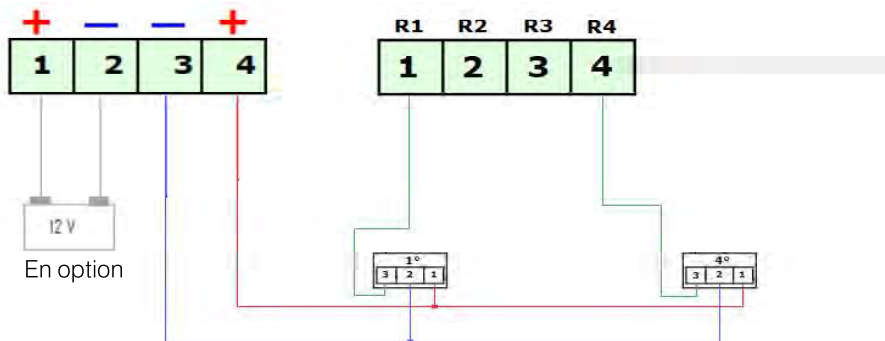 + — — +
R1 R2 R3 R4
1 2 3 4
1 2 3 4
12 V
En option
1°
3 2 1
4°
3 2 1